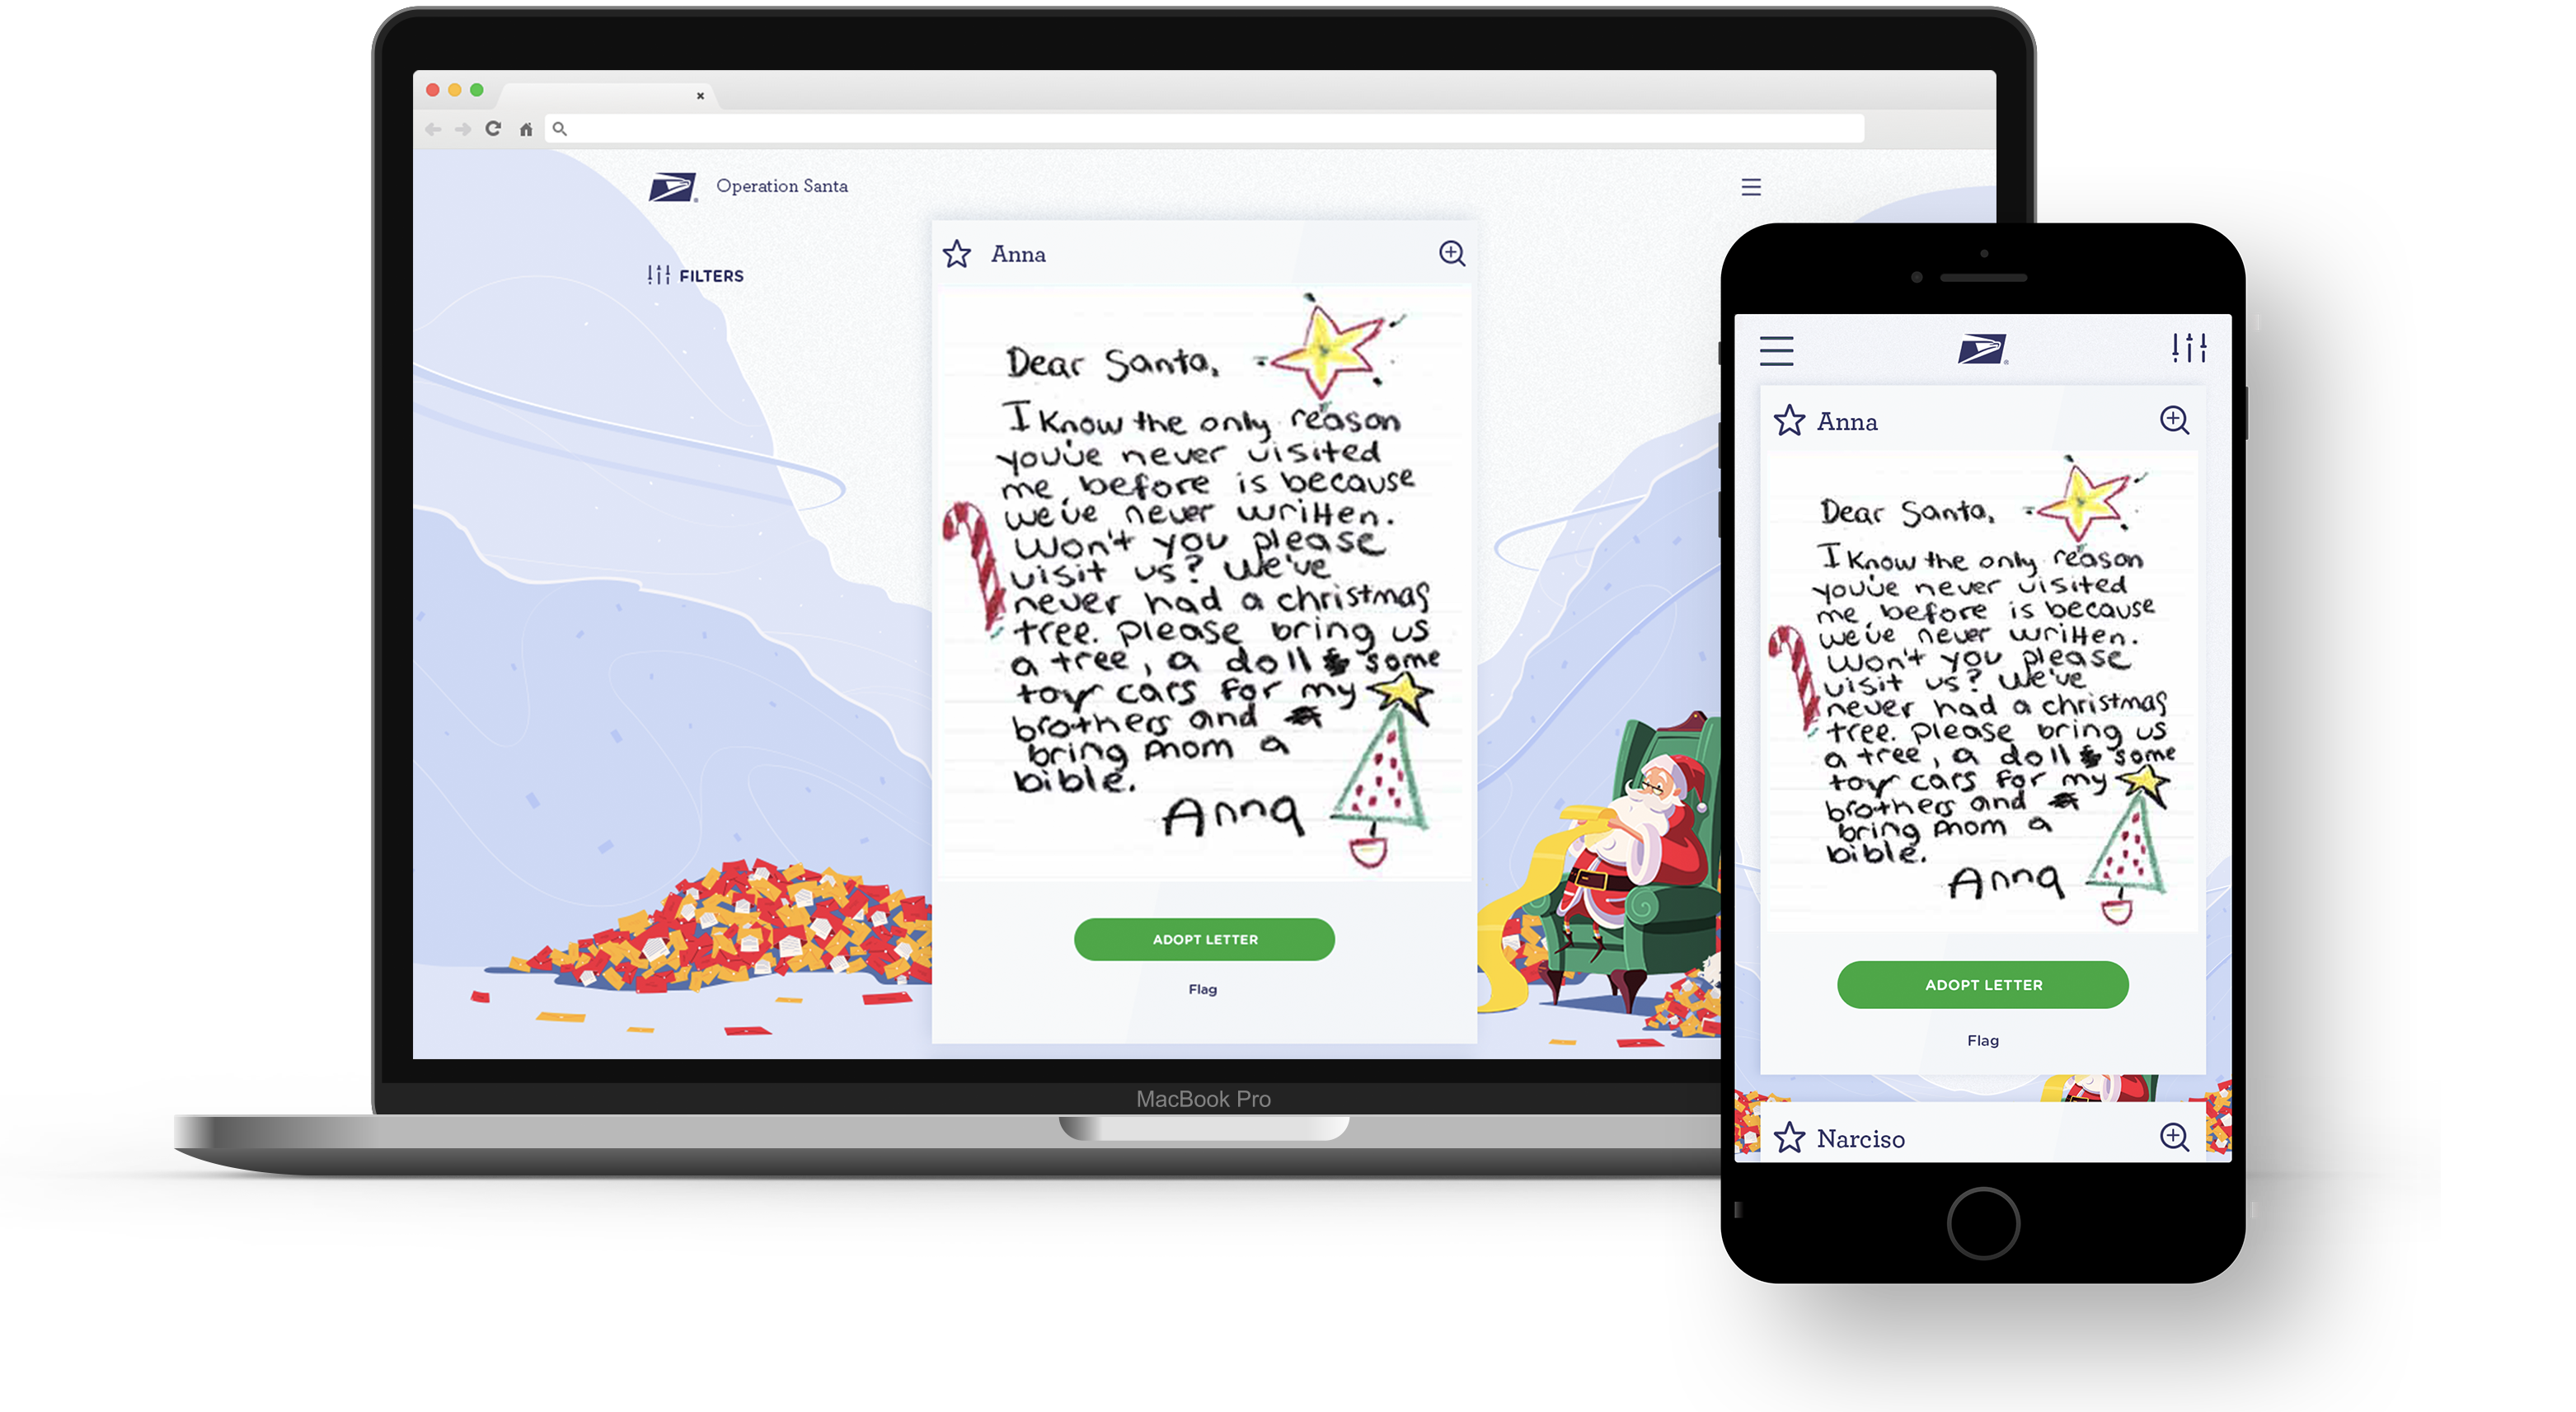 Operation Santa
FILTERS
Anna
Dear Santa,
I Know the only reason
you've never visited
me before is because
we've never written.
Won't you please
visit us? We've
never had a christmas
tree. Please bring us
a tree, a doll & some
toy cars for my
brothers and
bring mom a
bible.
Anna
ADOPT LETTER
Flag
MacBook Pro
Anna
Dear Santa,
I Know the only reason
you've never visited
me before is because
we've never written.
Won't you please
visit us? We've
never had a christmas
tree. Please bring us
a tree, a doll & some
toy cars for my
brothers and
bring mom a
bible.
Anna
ADOPT LETTER
Flag
Narciso